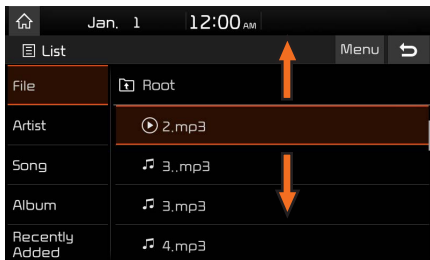 Jan. 1 12:00 AM
List Menu
File
Root
Artist
2.mp3
Song
3..mp3
Album
3.mp3
Recently
Added
4.mp3